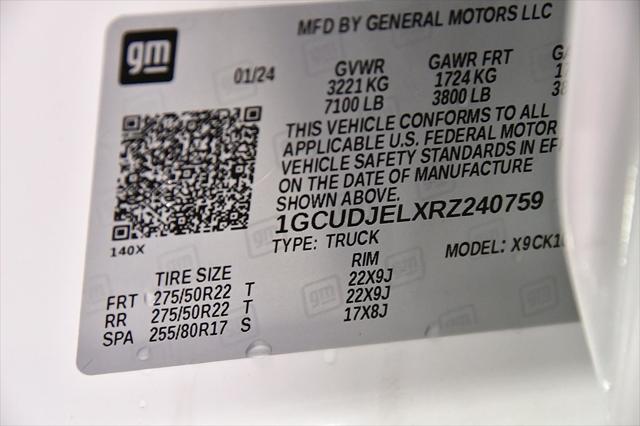 MFD BY GENERAL MOTORS LLC
gm
01/24
GVWR GAWR FRT
3221 KG 1724 KG
7100 LB 3800 LB
THIS VEHICLE CONFORMS TO ALL
APPLICABLE U.S. FEDERAL MOTOR
VEHICLE SAFETY STANDARDS IN
ON THE DATE OF MANUFACTURE
SHOWN ABOVE.
1GCUDJELXRZ240759
140X
TYPE: TRUCK MODEL:
TIRE SIZE RIM
FRT 275/50R22 T 22X9J
RR 275/50R22 T 22X9J
SPA 255/80R17 S 17X8J